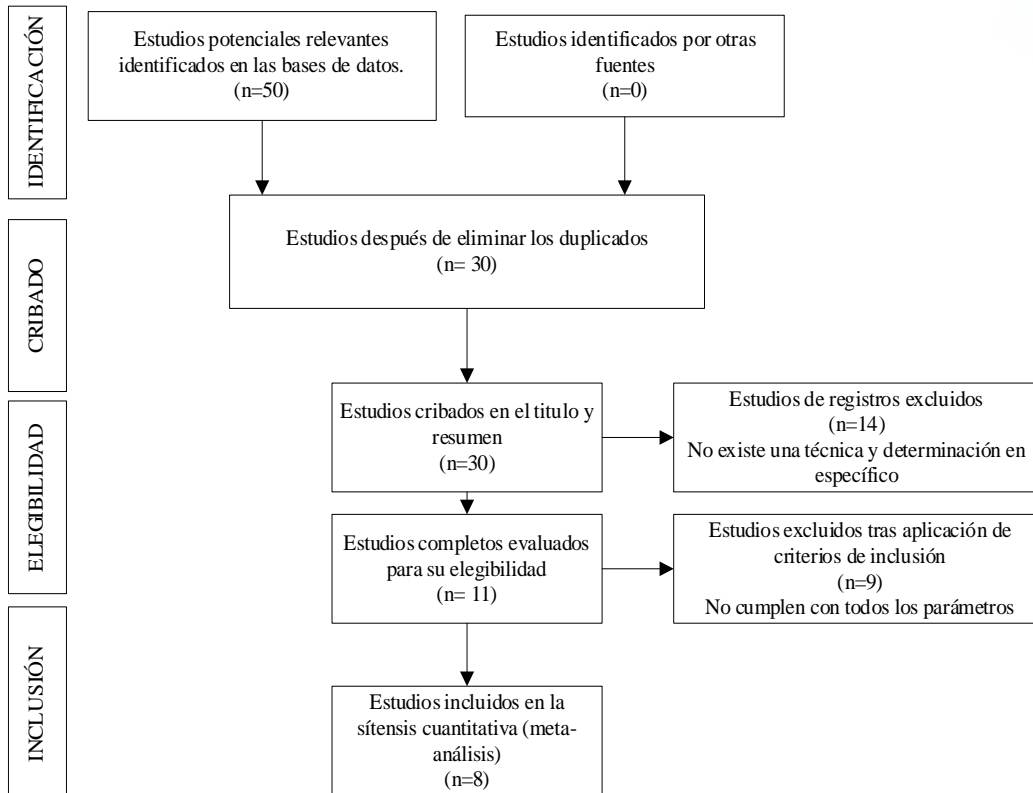 IDENTIFICACIÓN
Estudios potenciales relevantes
identificados en las bases de datos.
(n=50)
Estudios identificados por otras
fuentes
(n=0)
CRIBADO
Estudios después de eliminar los duplicados
(n= 30)
Estudios cribados en el titulo y
resumen
(n=30)
Estudios de registros excluidos
(n=14)
No existe una técnica y determinación en
específico
ELEGIBILIDAD
Estudios completos evaluados
para su elegibilidad
(n= 11)
Estudios excluidos tras aplicación de
criterios de inclusión
(n=9)
No cumplen con todos los parámetros
INCLUSIÓN
Estudios incluidos en la
sítensis cuantitativa (meta-
análisis)
(n=8)